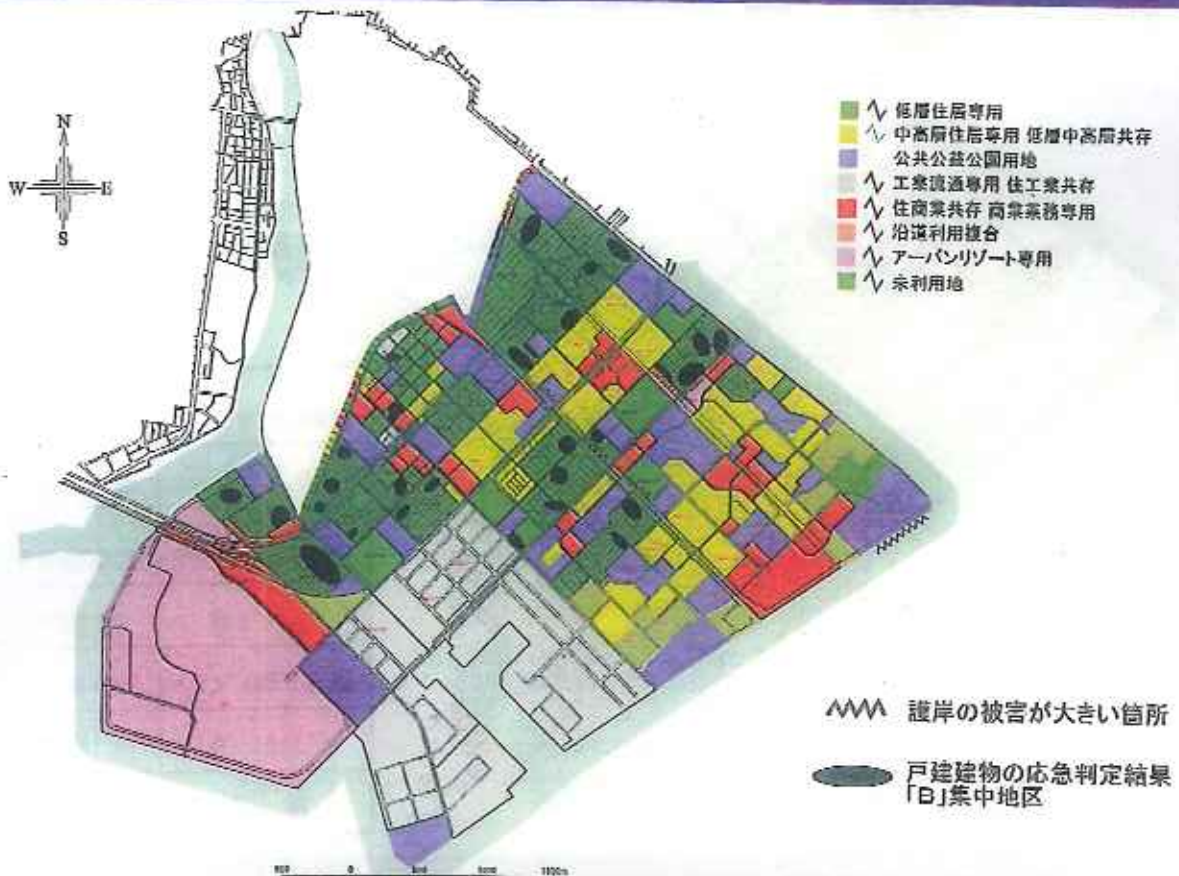 N
W
E
S
低層住居専用
中高層住居専用 低層中高層共存
公共公益公園用地
工業流通専用 住工業共存
住商業共存 商業業務専用
沿道利用複合
アーバンリゾート専用
未利用地
護岸の被害が大きい箇所
戸建建物の応急判定結果
「B」集中地区
0